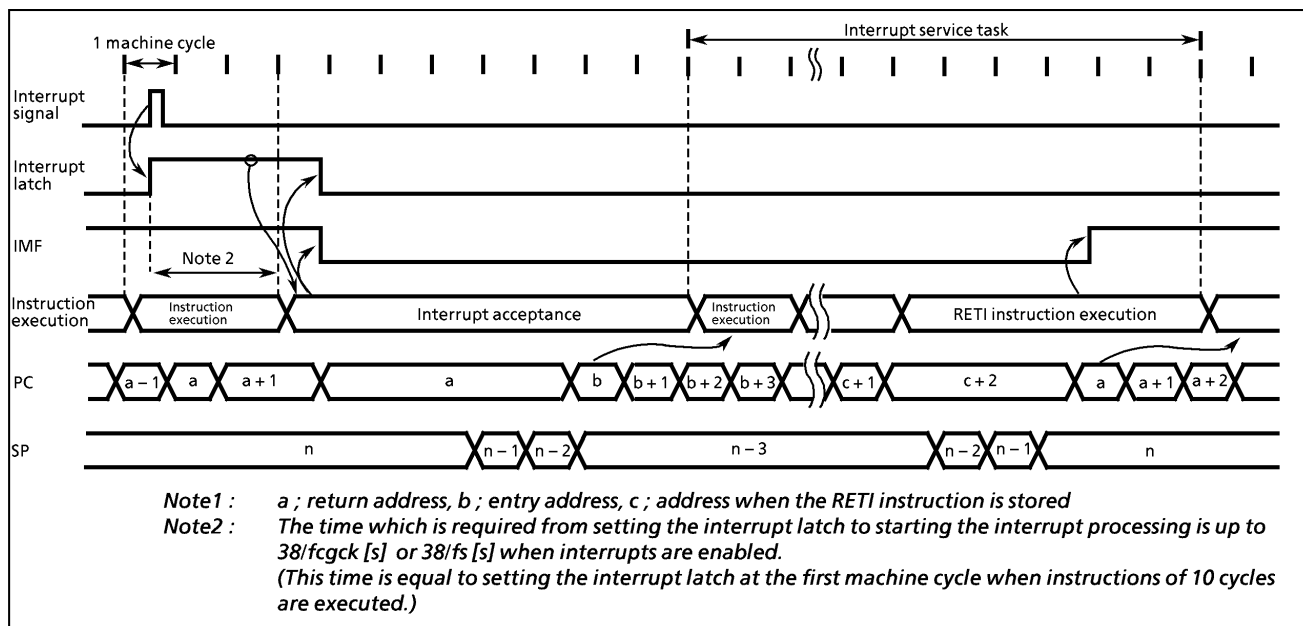 Interrupt service task
1 machine cycle
Interrupt
signal
Interrupt
latch
IMF
Note 2
Instruction
execution
Instruction
execution
Interrupt acceptance
Instruction
execution
RETI instruction execution
PC
a − 1
a
a + 1
a
b
b + 1
b + 2
b + 3
c + 1
c + 2
a
a + 1
a + 2
SP
n
n − 1
n − 2
n − 3
n − 2
n − 1
n
Note1 : a ; return address, b ; entry address, c ; address when the RETI instruction is stored
Note2 : The time which is required from setting the interrupt latch to starting the interrupt processing is up to
38/fcgck [s] or 38/fs [s] when interrupts are enabled.
(This time is equal to setting the interrupt latch at the first machine cycle when instructions of 10 cycles
are executed.)